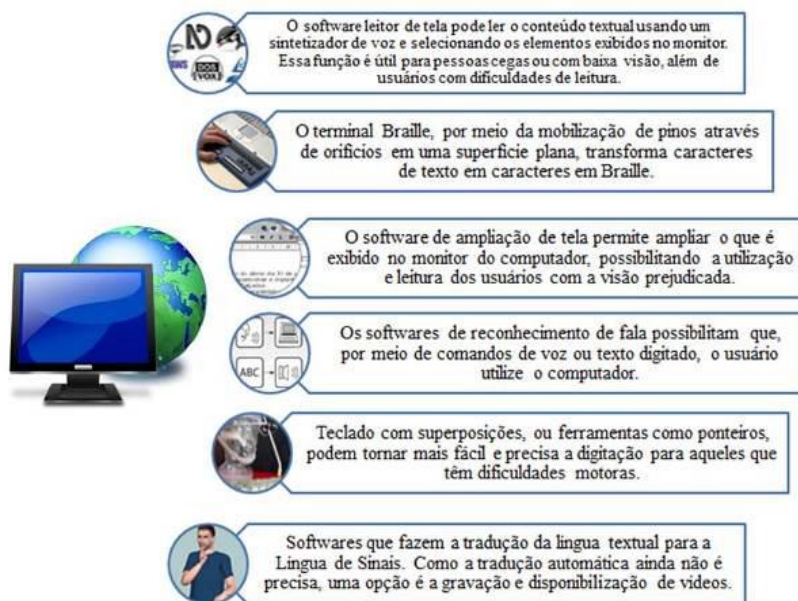 O software leitor de tela pode ler o conteúdo textual usando um
sintetizador de voz e selecionando os elementos exibidos no monitor.
Essa função é útil para pessoas cegas ou com baixa visão, além de
usuários com dificuldades de leitura.
DOS
VOX
O terminal Braille, por meio da mobilização de pinos através
de orifícios em uma superfície plana, transforma caracteres
de texto em caracteres em Braille.
O software de ampliação de tela permite ampliar o que é
exibido no monitor do computador, possibilitando a utilização
e leitura dos usuários com a visão prejudicada.
Os softwares de reconhecimento de fala possibilitam que,
por meio de comandos de voz ou texto digitado, o usuário
utilize o computador.
ABC
Teclado com superposições, ou ferramentas como ponteiros,
podem tornar mais fácil e precisa a digitação para aqueles que
têm dificuldades motoras.
Softwares que fazem a tradução da língua textual para a
Língua de Sinais. Como a tradução automática ainda não é
precisa, uma opção é a gravação e disponibilização de vídeos.